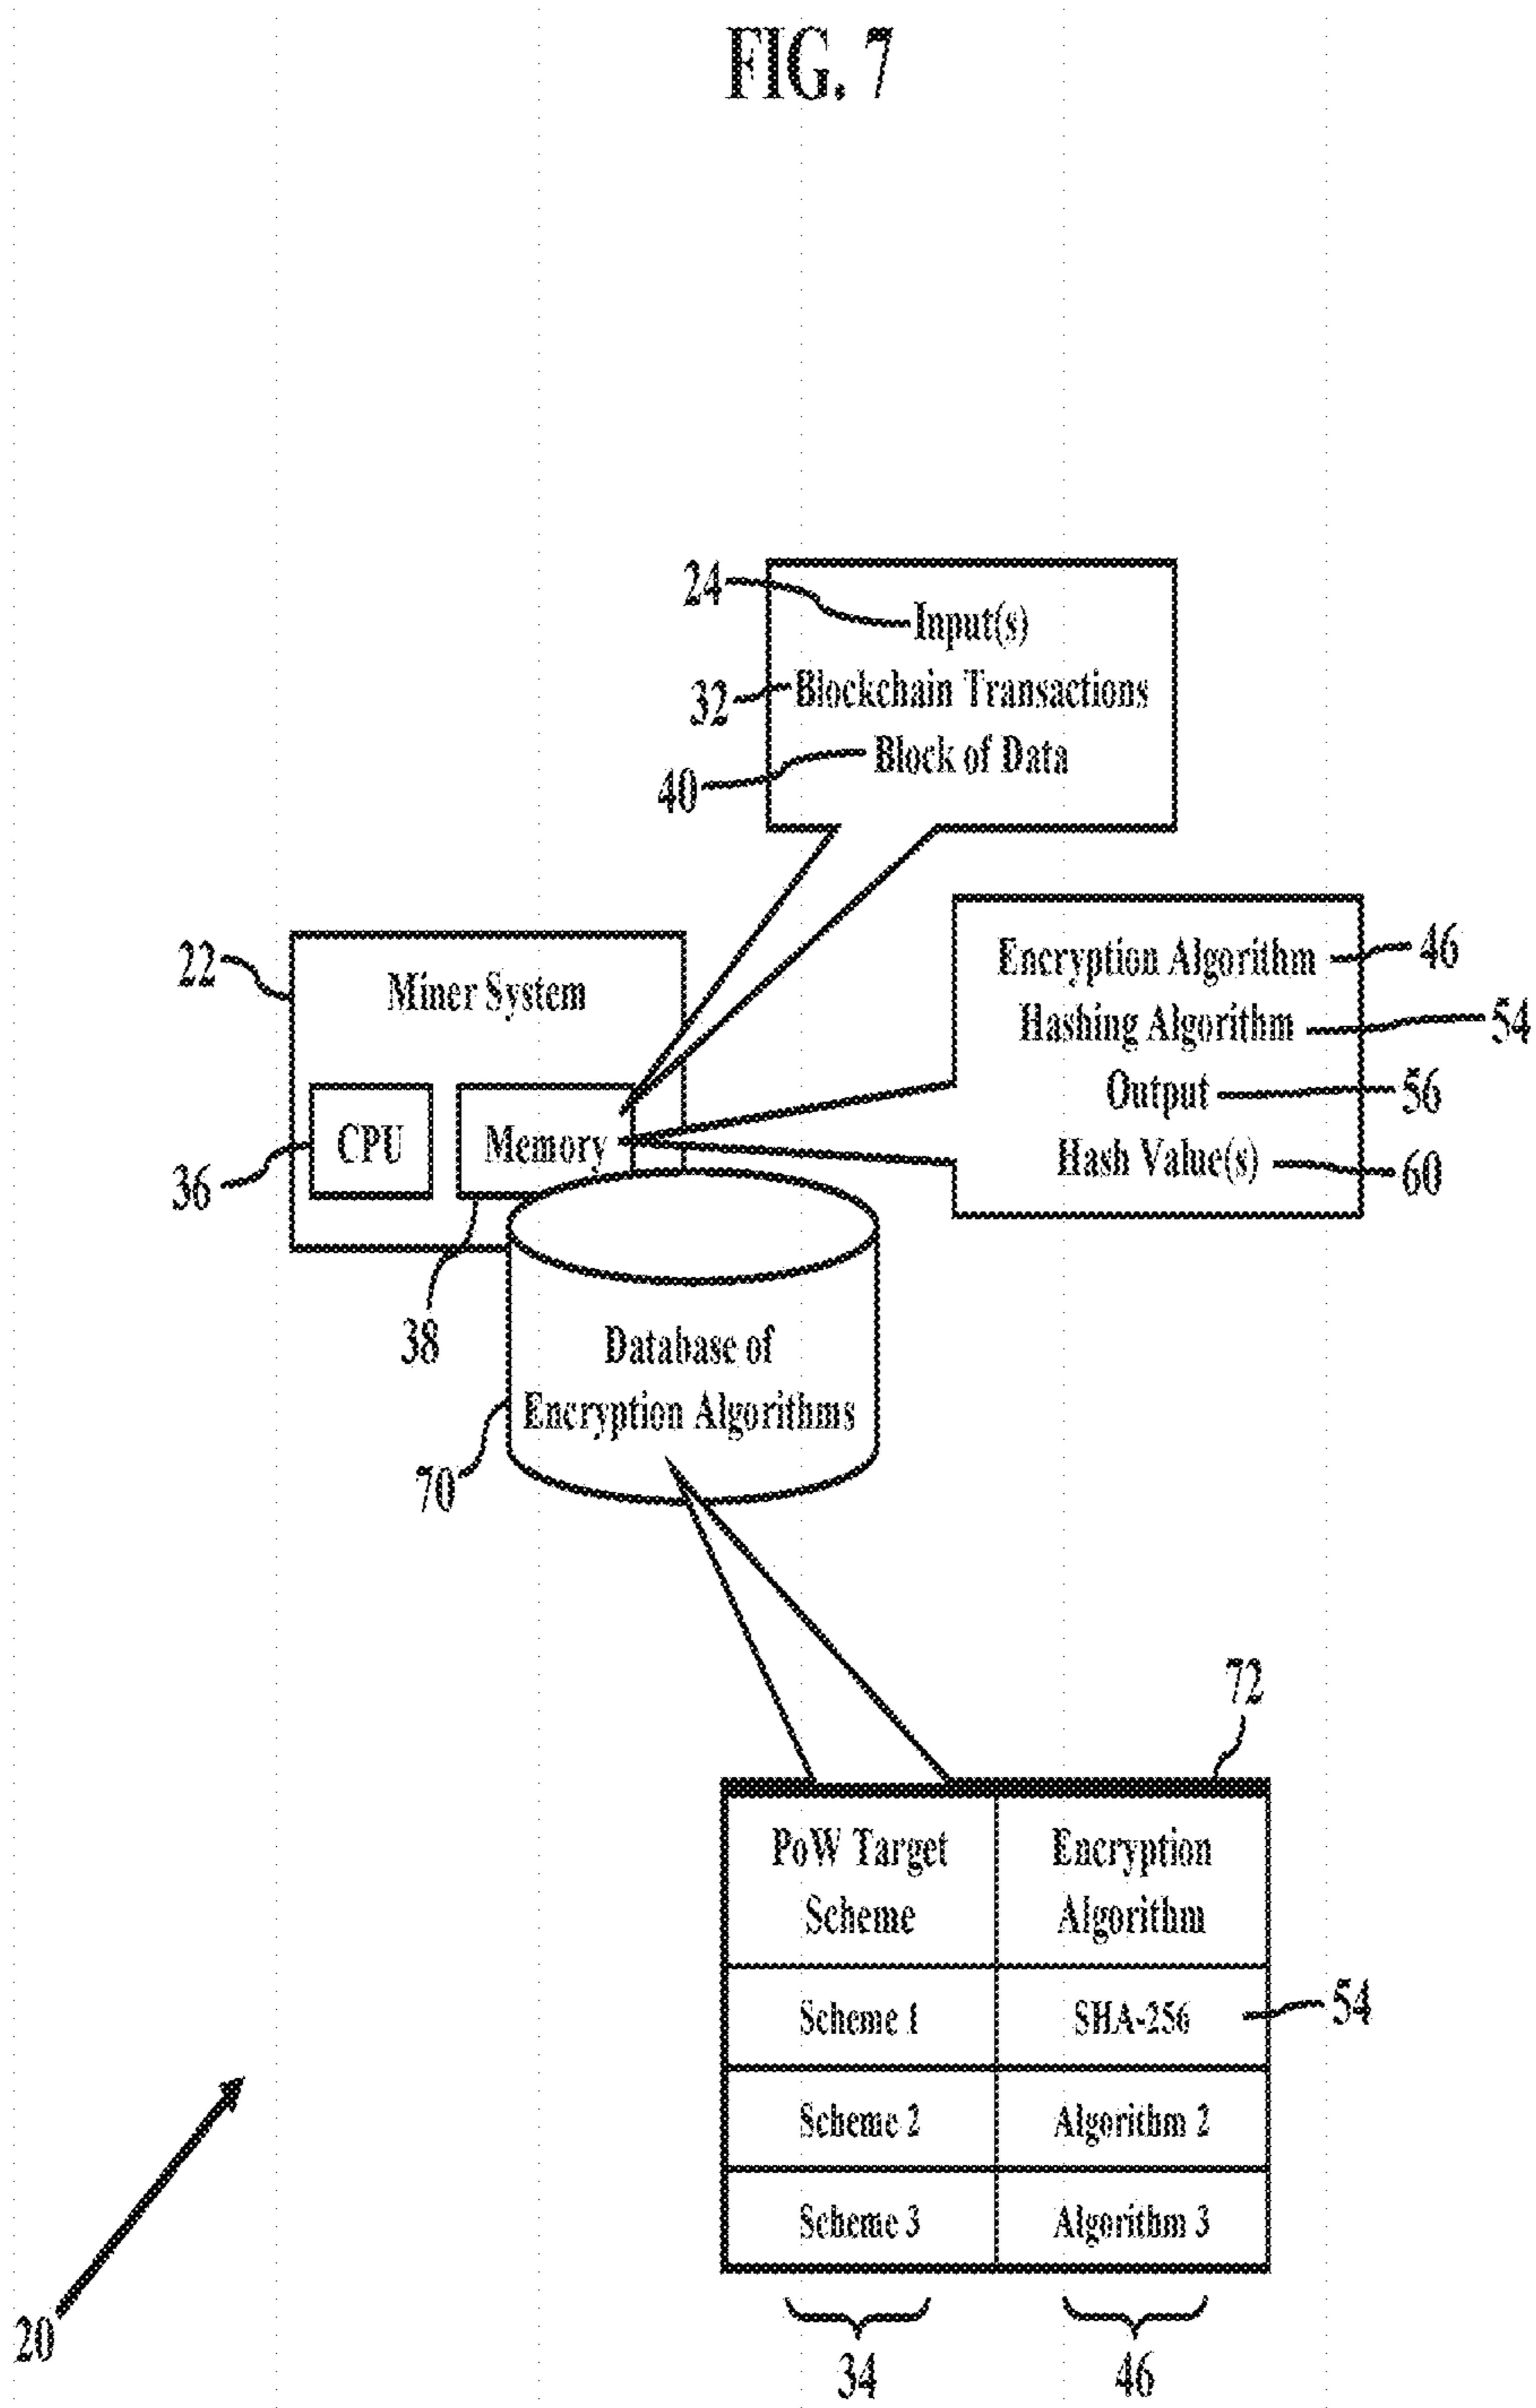 FIG. 7
24
Input(s)
32
Blockchain Transactions
40
Block of Data
22
Miner System
Encryption Algorithm
46
Hashing Algorithm
54
Output
56
Hash Value(s)
60
36
CPU
Memory
38
Database of
Encryption Algorithms
70
72
PoW Target
Scheme
Encryption
Algorithm
Scheme 1
SHA-256
54
Scheme 2
Algorithm 2
Scheme 3
Algorithm 3
20
34
46